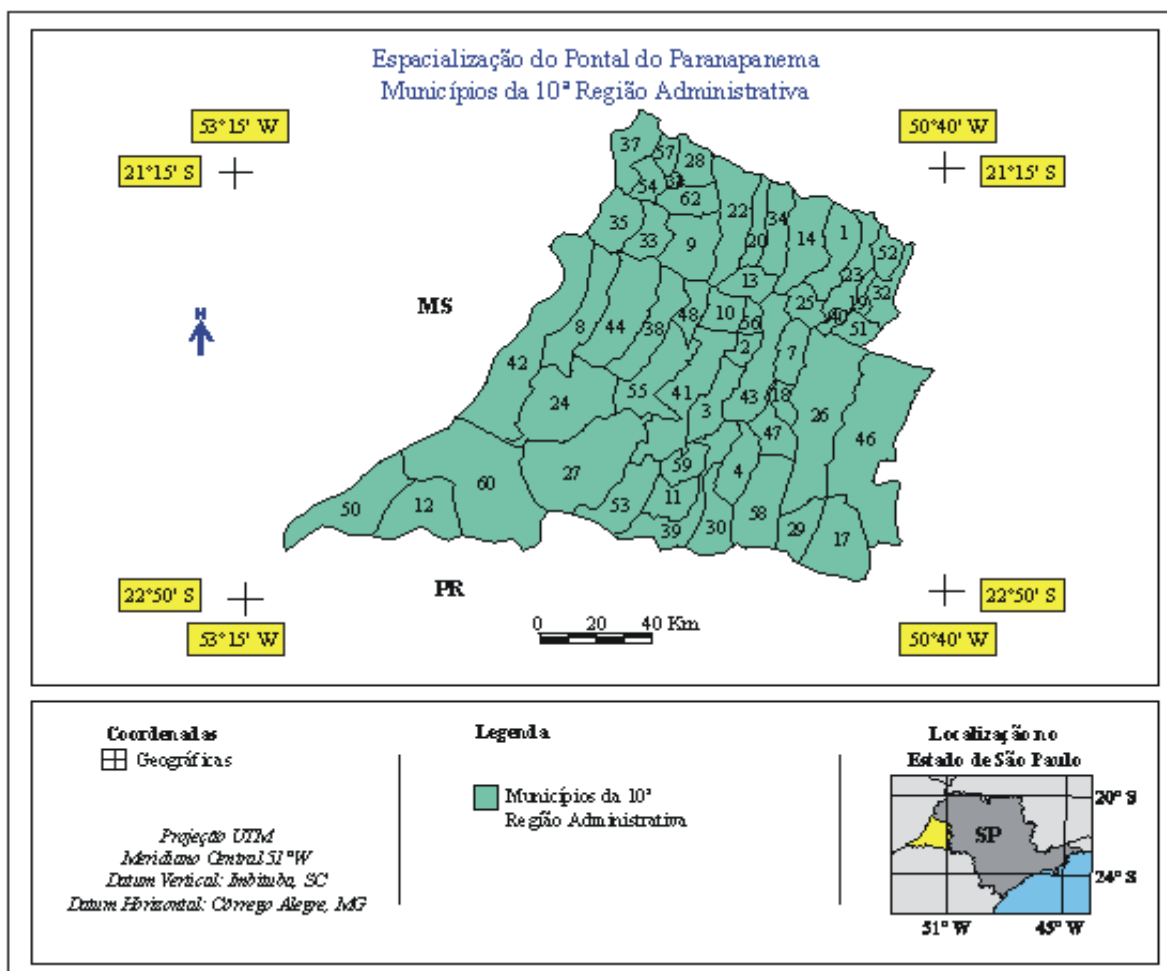 Espacialização do Pontal do Paranapanema
Municípios da 10ª Região Administrativa
53°15' W
50°40' W
21°15' S
21°15' S
37
57
28
54
62
35
33
9
22
20
34
14
1
52
23
13
25
19
32
40
51
MS
N
8
44
38
48
10
56
2
7
42
24
55
41
3
43
18
26
46
47
59
4
27
60
50
12
53
11
39
30
58
29
17
PR
22°50' S
22°50' S
53°15' W
50°40' W
0 20 40 Km
Coordenadas
Geográficas
Projeção UTM
Meridiano Central 51°W
Datum Vertical: Imbituba, SC
Datum Horizontal: Córrego Alegre, MG
Legenda
Municípios da 10ª
Região Administrativa
Localização no
Estado de São Paulo
20° S
SP
24° S
51° W
45° W